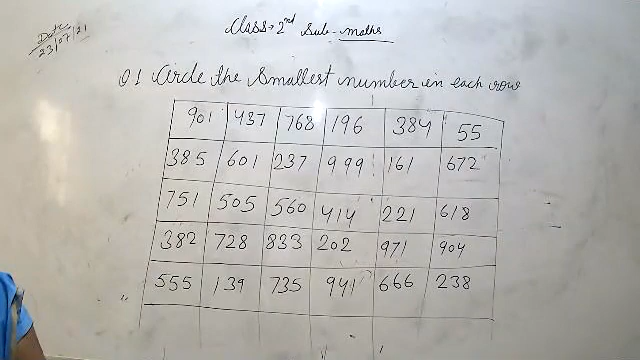 Date
23/07/21
Class→2nd Sub-maths
Q1 Circle the Smallest number in each row
901 437 768 196 384 55
385 601 237 999 161 672
751 505 560 414 221 618
382 728 833 202 971 904
555 139 735 941 666 238